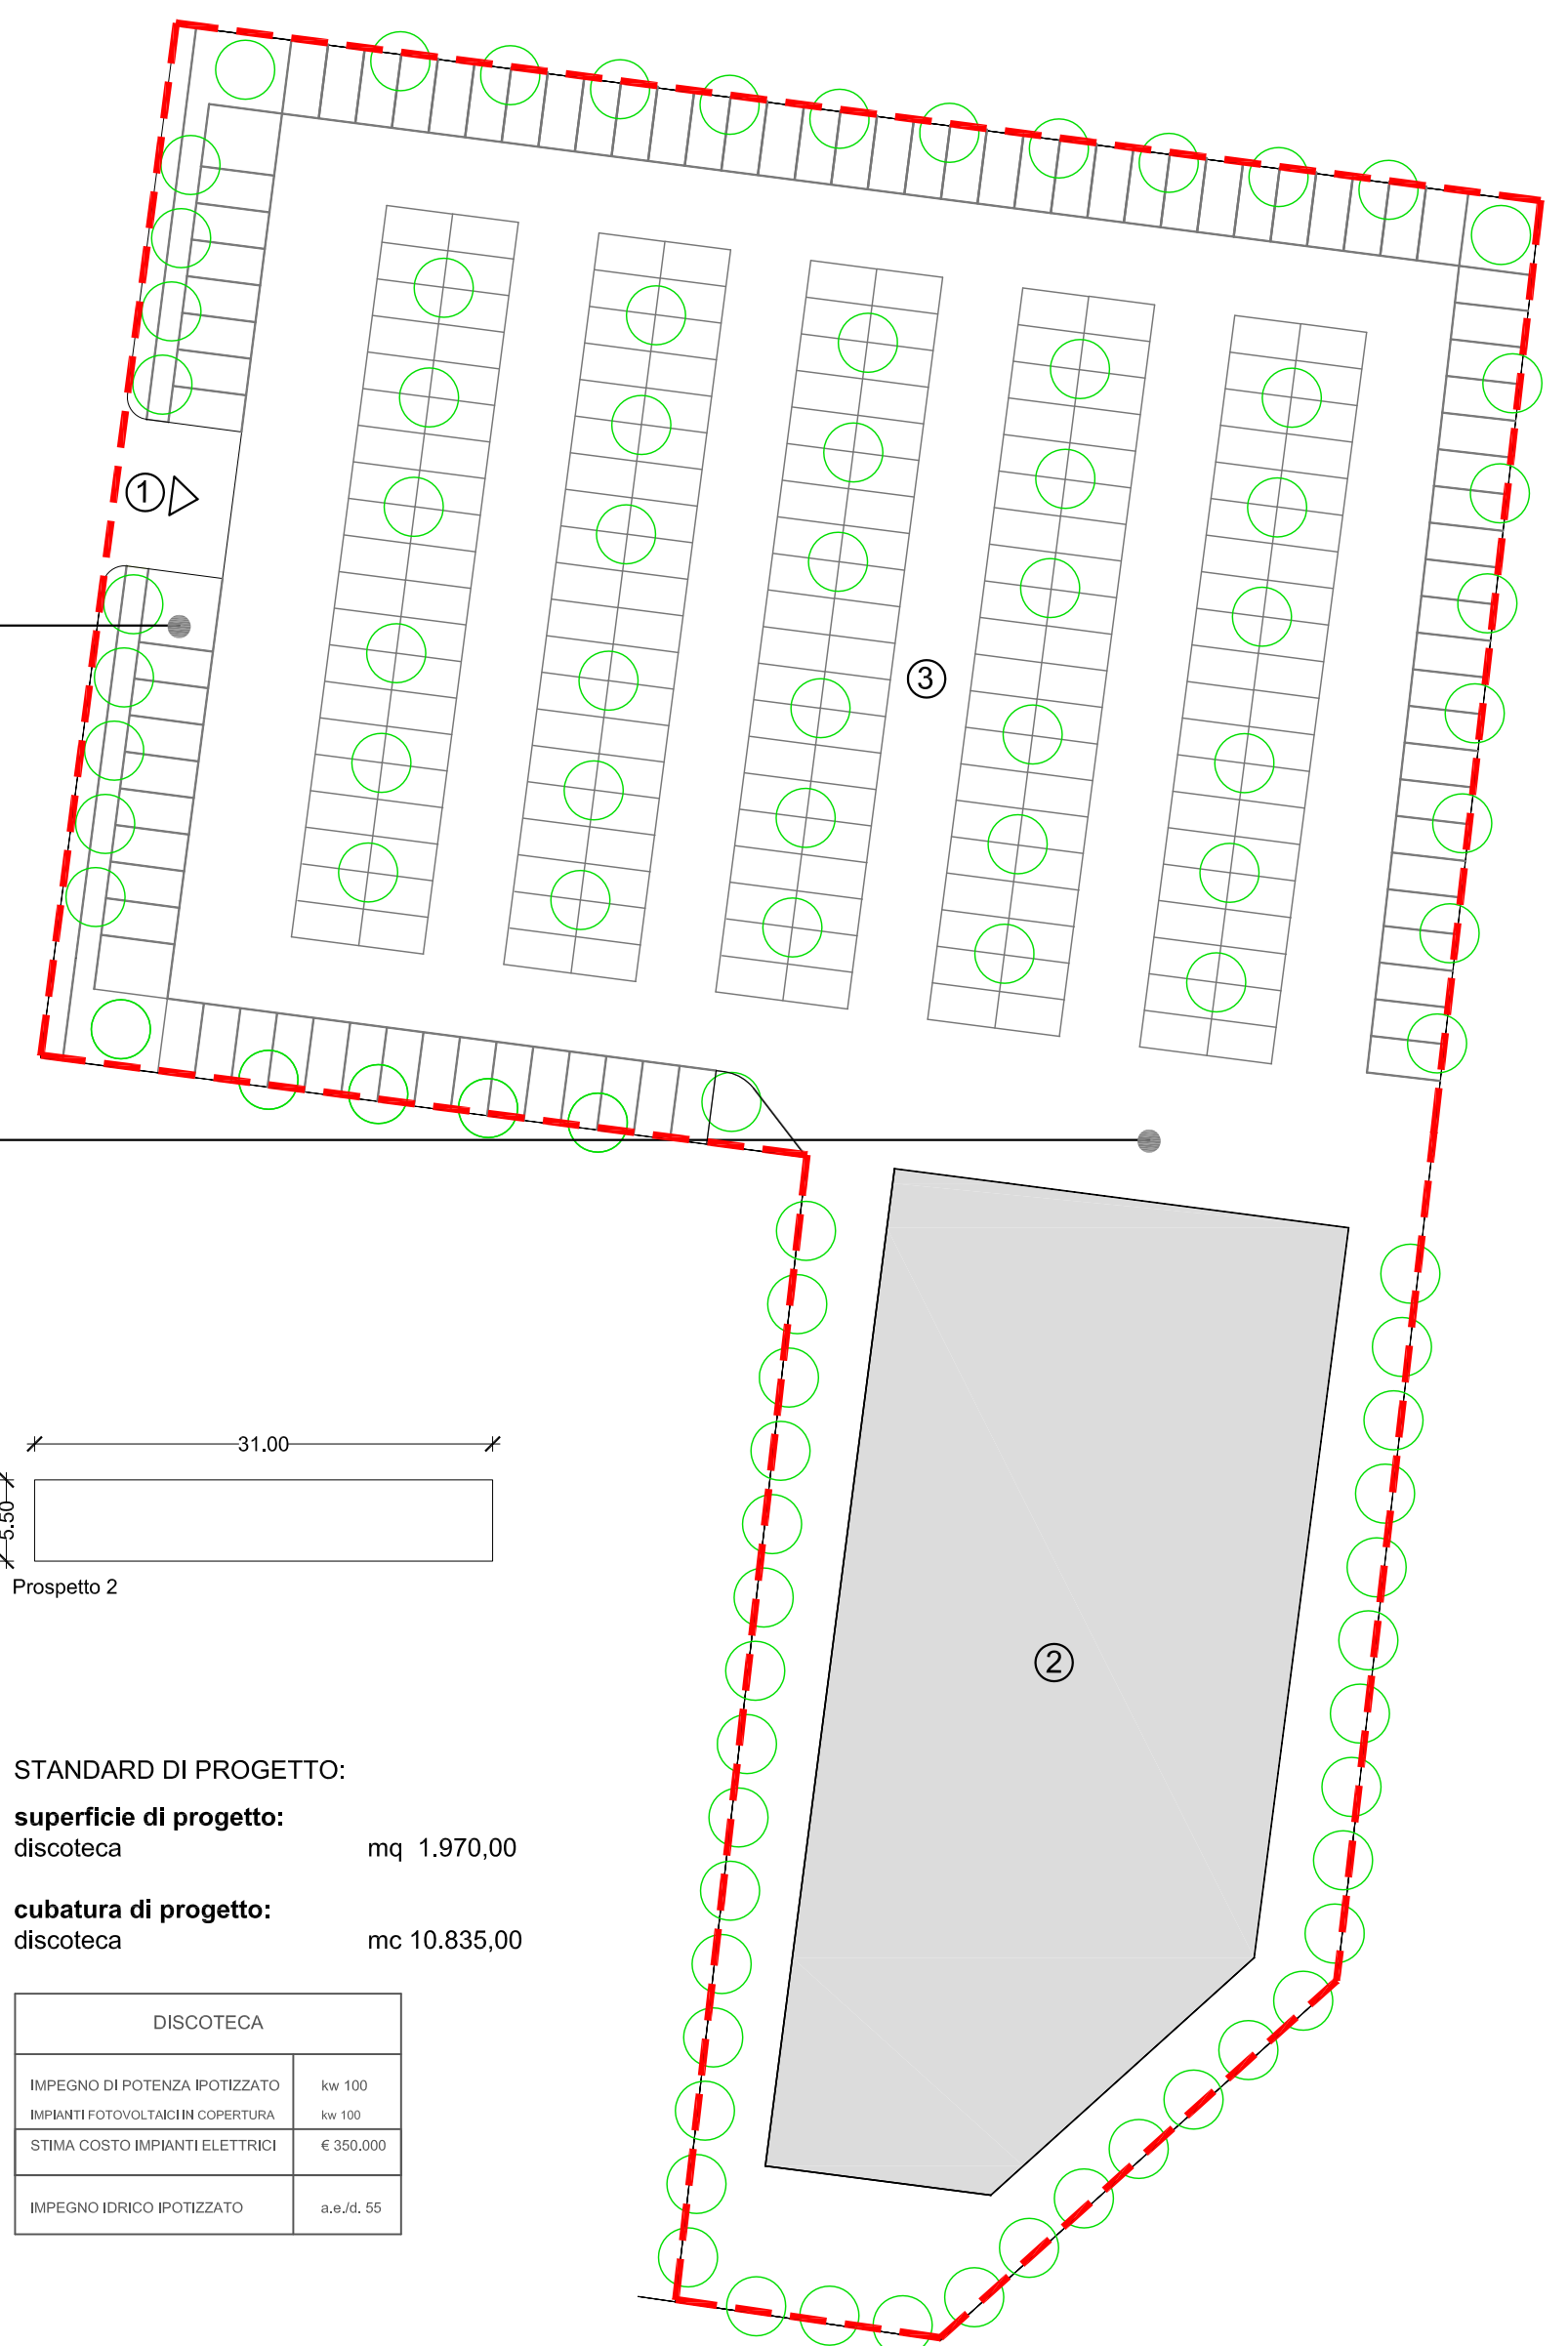 1
3
31.00
5.50
Prospetto 2
2
STANDARD DI PROGETTO:
superficie di progetto:
discoteca mq 1.970,00
cubatura di progetto:
discoteca mc 10.835,00
DISCOTECA
IMPEGNO DI POTENZA IPOTIZZATO kw 100
IMPIANTI FOTOVOLTAICI IN COPERTURA kw 100
STIMA COSTO IMPIANTI ELETTRICI € 350.000
IMPEGNO IDRICO IPOTIZZATO a.e./d. 55